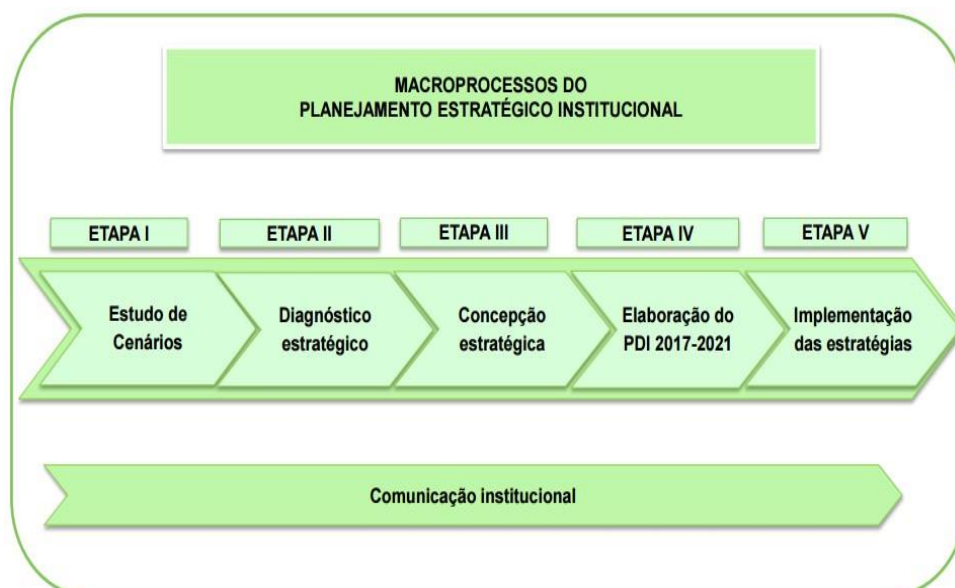 MACROPROCESSOS DO
PLANEJAMENTO ESTRATÉGICO INSTITUCIONAL
ETAPA I
ETAPA II
ETAPA III
ETAPA IV
ETAPA V
Estudo de
Cenários
Diagnóstico
estratégico
Concepção
estratégica
Elaboração do
PDI 2017-2021
Implementação
das estratégias
Comunicação institucional